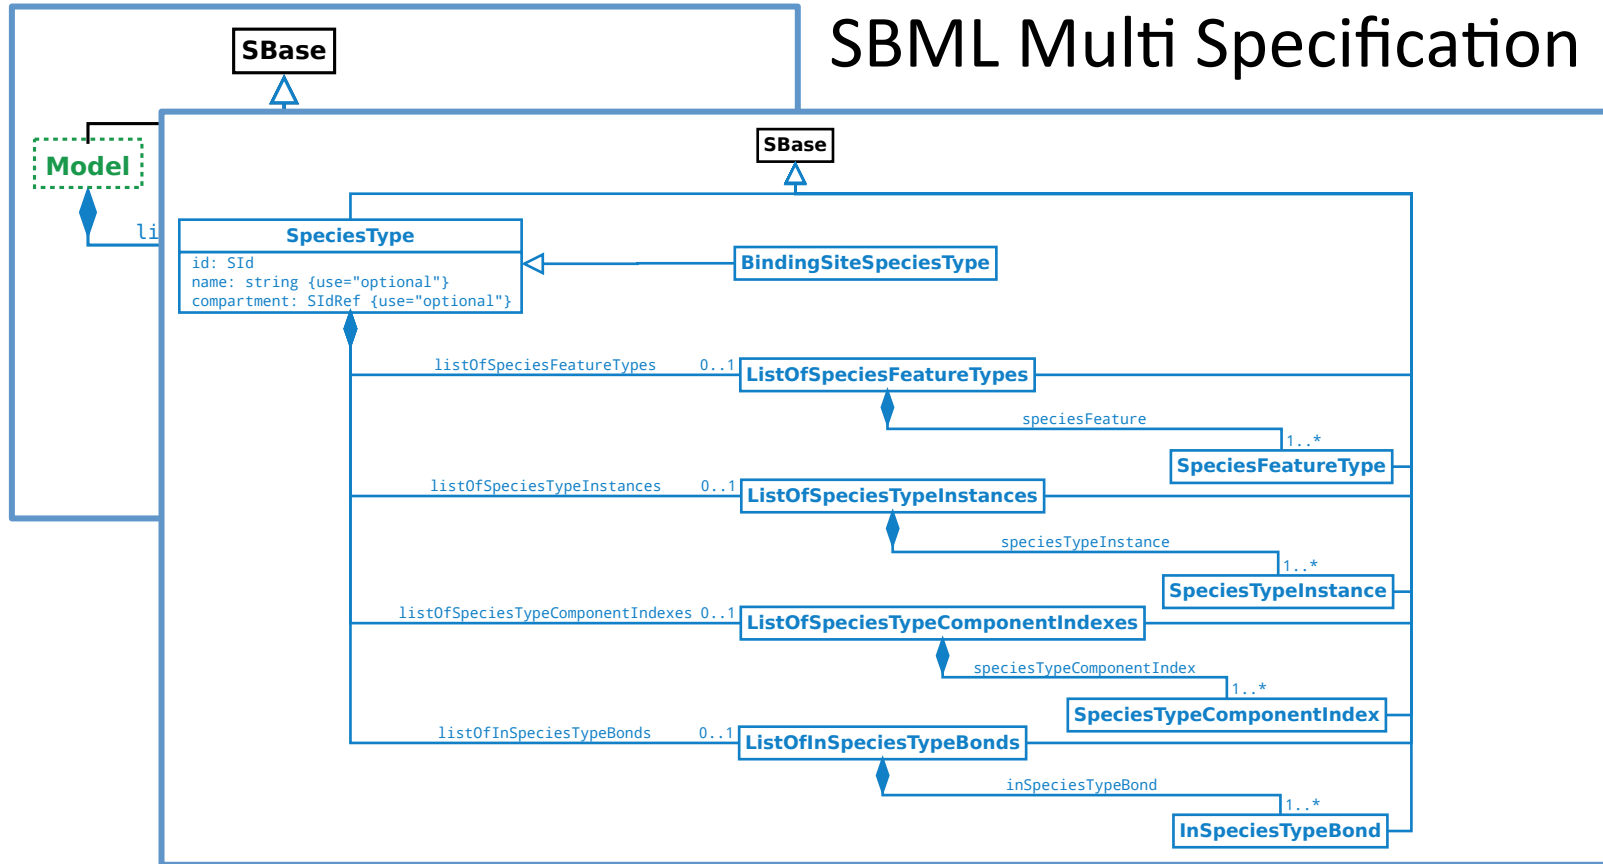 SBML Multi Specification
SBase
Model
li
SBase
SpeciesType
id: SId
name: string {use="optional"}
compartment: SIdRef {use="optional"}
BindingSiteSpeciesType
listOfSpeciesFeatureTypes 0..1
ListOfSpeciesFeatureTypes
speciesFeature
1..*
SpeciesFeatureType
listOfSpeciesTypeInstances 0..1
ListOfSpeciesTypeInstances
speciesTypeInstance
1..*
SpeciesTypeInstance
listOfSpeciesTypeComponentIndexes 0..1
ListOfSpeciesTypeComponentIndexes
speciesTypeComponentIndex
1..*
SpeciesTypeComponentIndex
listOfInSpeciesTypeBonds 0..1
ListOfInSpeciesTypeBonds
inSpeciesTypeBond
1..*
InSpeciesTypeBond